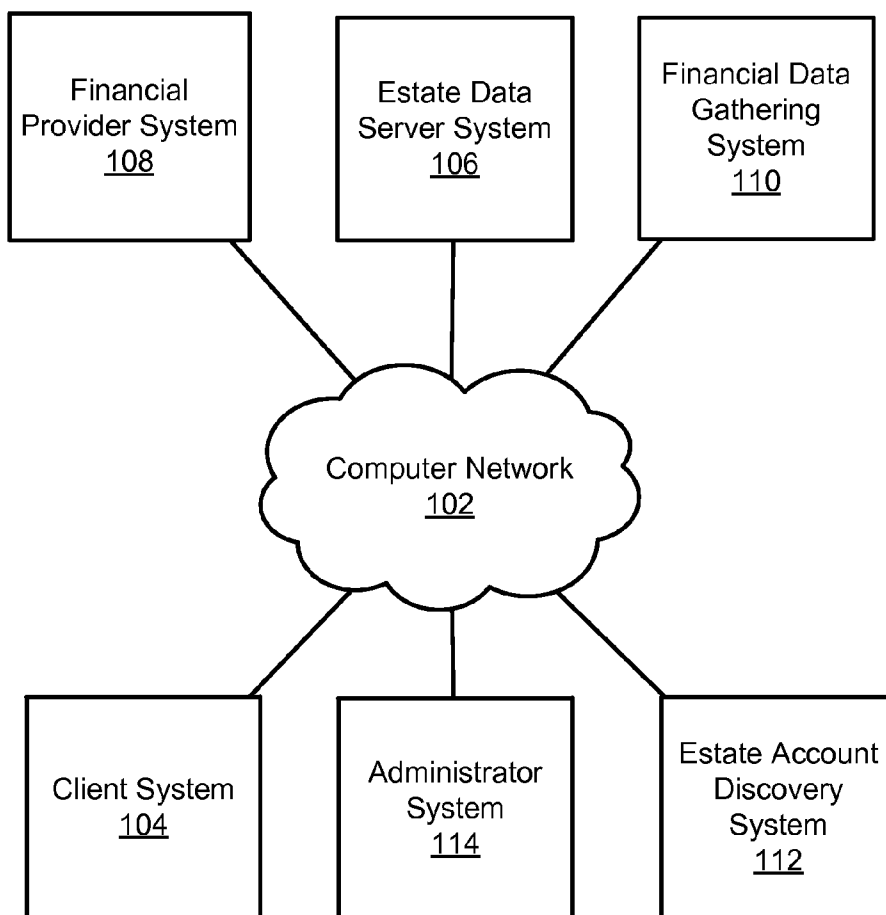 Financial
Provider System
108
Estate Data
Server System
106
Financial Data
Gathering
System
110
Computer Network
102
Client System
104
Administrator
System
114
Estate Account
Discovery
System
112